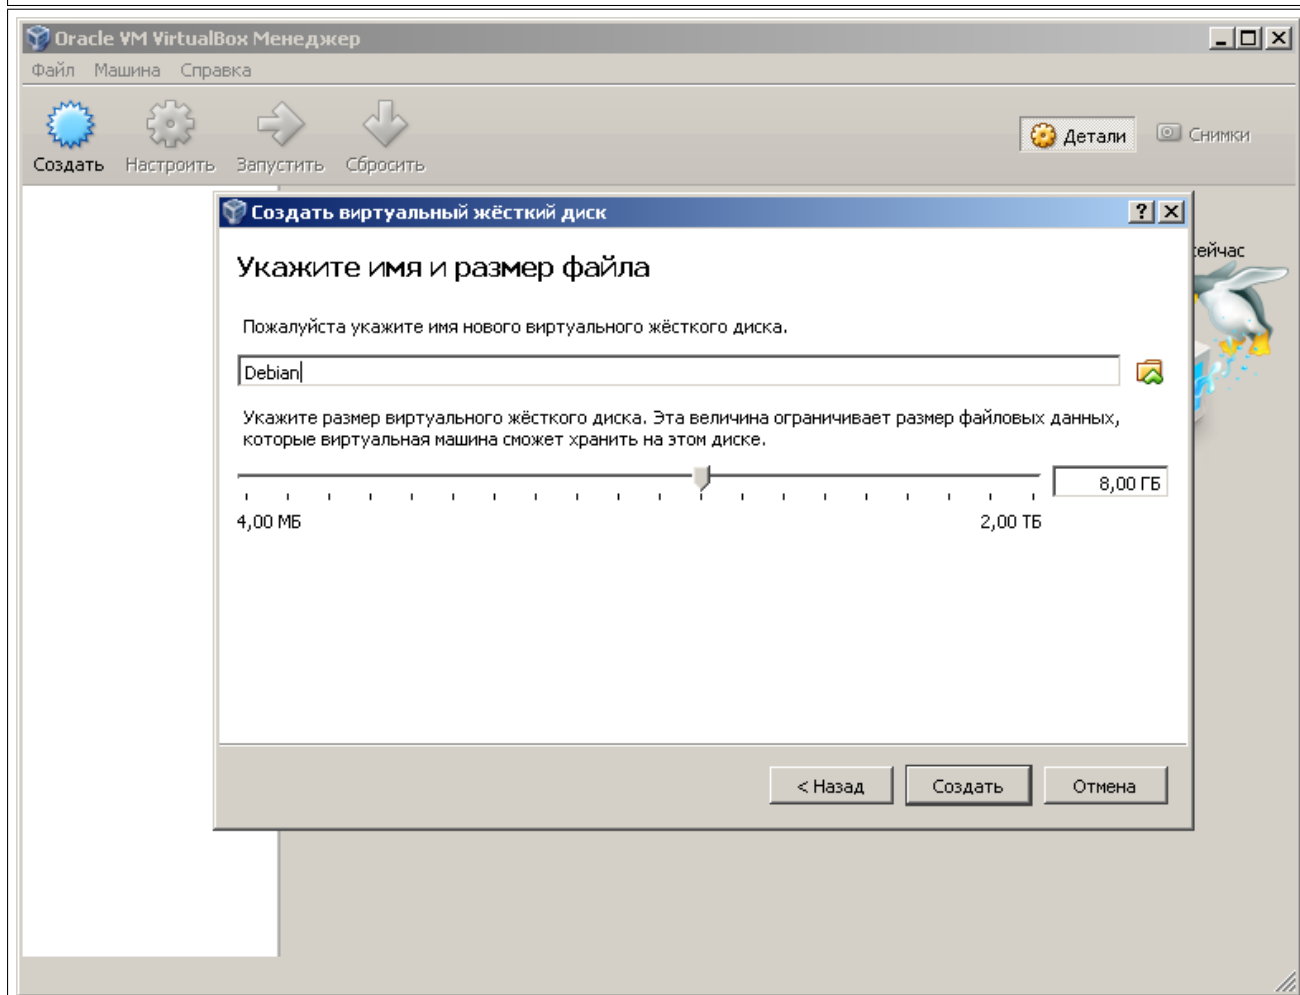 Oracle VM VirtualBox Менеджер
Файл Машина Справка
Создать Настроить Запустить Сбросить
Детали Снимки
Создать виртуальный жёсткий диск
сейчас
Укажите имя и размер файла
Пожалуйста укажите имя нового виртуального жёсткого диска.
Debian
Укажите размер виртуального жёсткого диска. Эта величина ограничивает размер файловых данных,
которые виртуальная машина сможет хранить на этом диске.
8,00 ГБ
4,00 МБ 2,00 ТБ
< Назад Создать Отмена